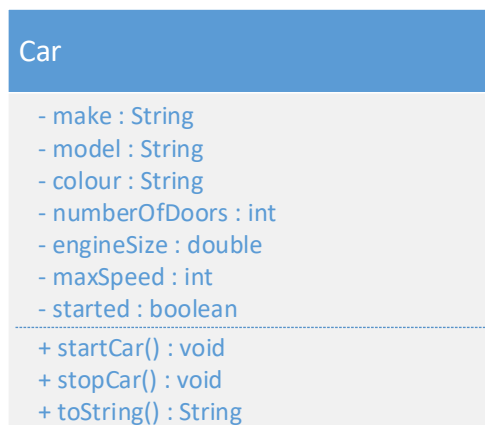 Car
- make : String
- model : String
- colour : String
- numberOfDoors : int
- engineSize : double
- maxSpeed : int
- started : boolean
+ startCar() : void
+ stopCar() : void
+ toString() : String